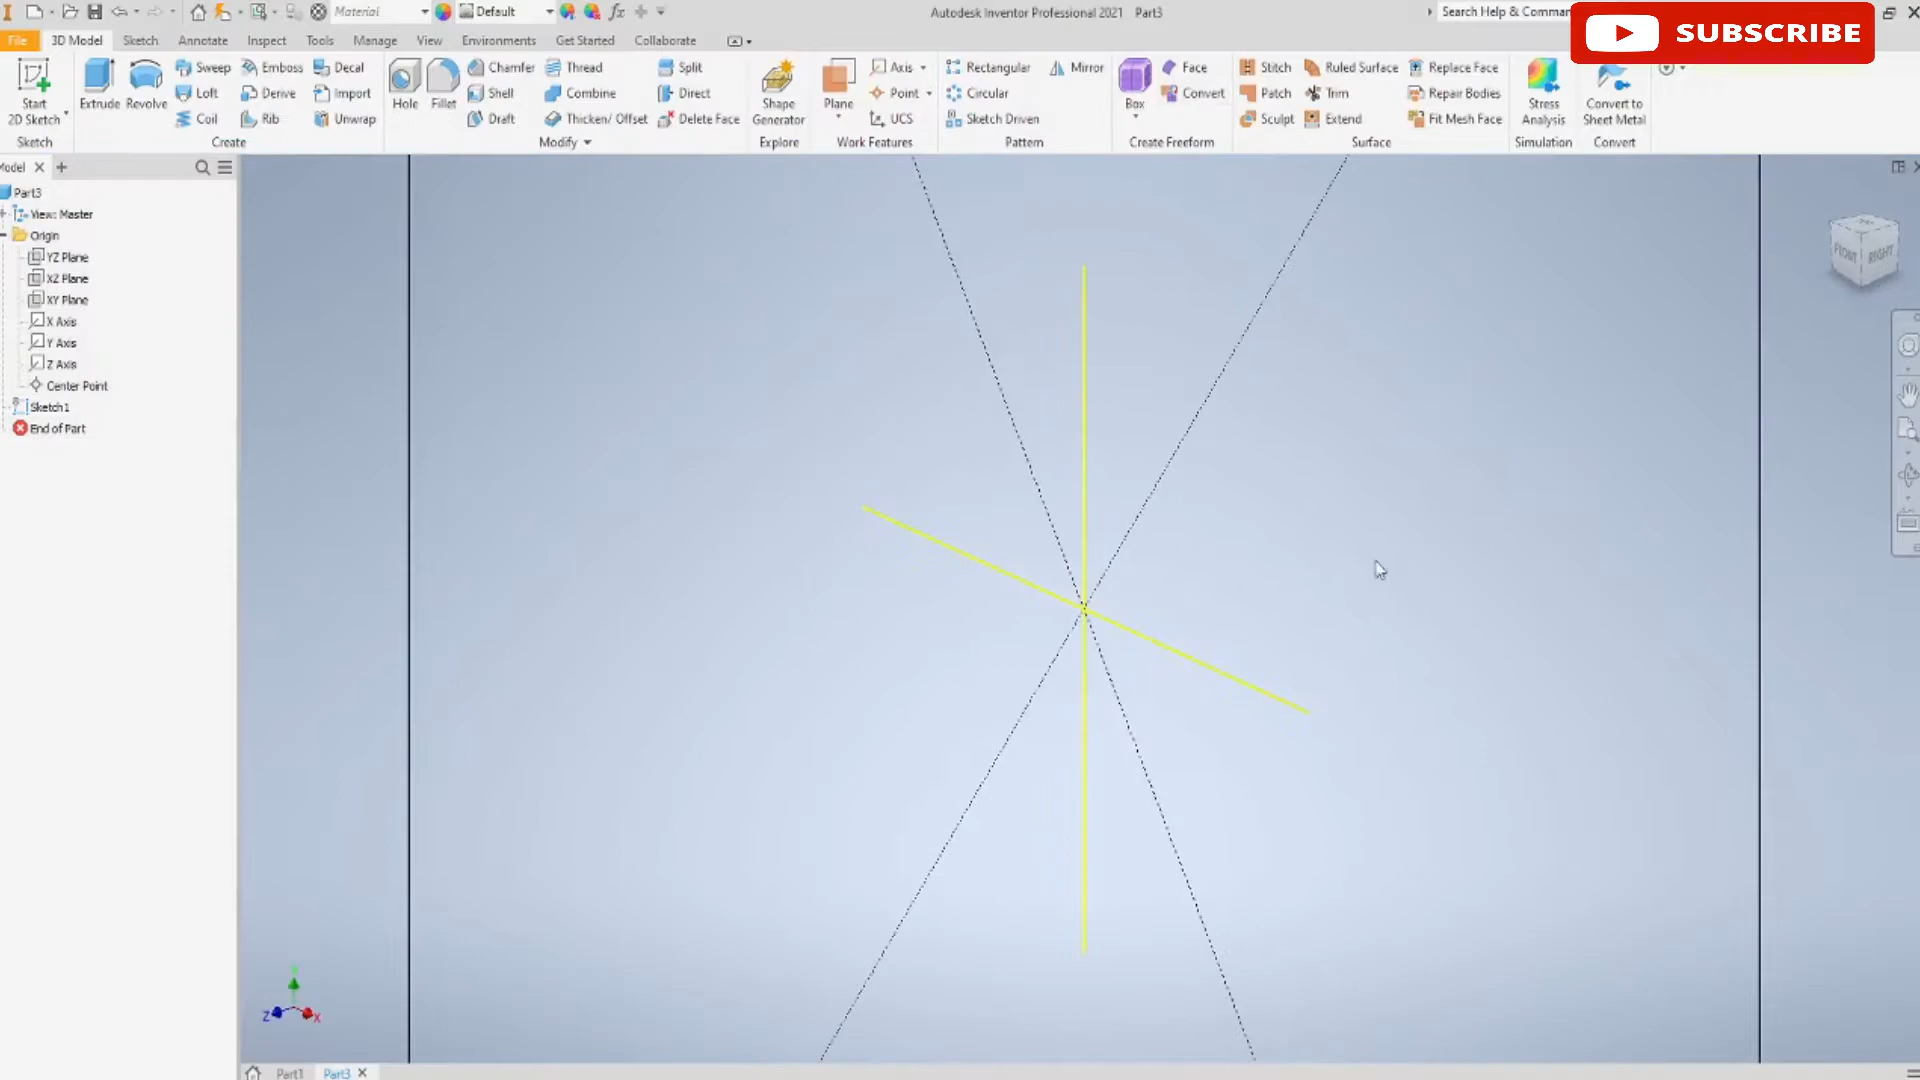 Material Default fx Autodesk Inventor Professional 2021 Part3 Search Help & Comman
SUBSCRIBE
File 3D Model Sketch Annotate Inspect Tools Manage View Environments Get Started Collaborate
Start 2D Sketch
Extrude Revolve
Sweep Emboss Decal
Loft Derive Import
Coil Rib Unwrap
Hole Fillet
Chamfer Thread Split
Shell Combine Direct
Draft Thicken/ Offset Delete Face
Shape Generator
Plane
Axis
Point
UCS
Rectangular Mirror
Circular
Sketch Driven
Box
Face
Convert
Stitch Ruled Surface Replace Face
Patch Trim Repair Bodies
Sculpt Extend Fit Mesh Face
Stress Analysis
Convert to Sheet Metal
Sketch Create Modify Explore Work Features Pattern Create Freeform Surface Simulation Convert
Model
Part3
View: Master
Origin
YZ Plane
XZ Plane
XY Plane
X Axis
Y Axis
Z Axis
Center Point
Sketch1
End of Part
FRONT RIGHT
Z X
Part1 Part3